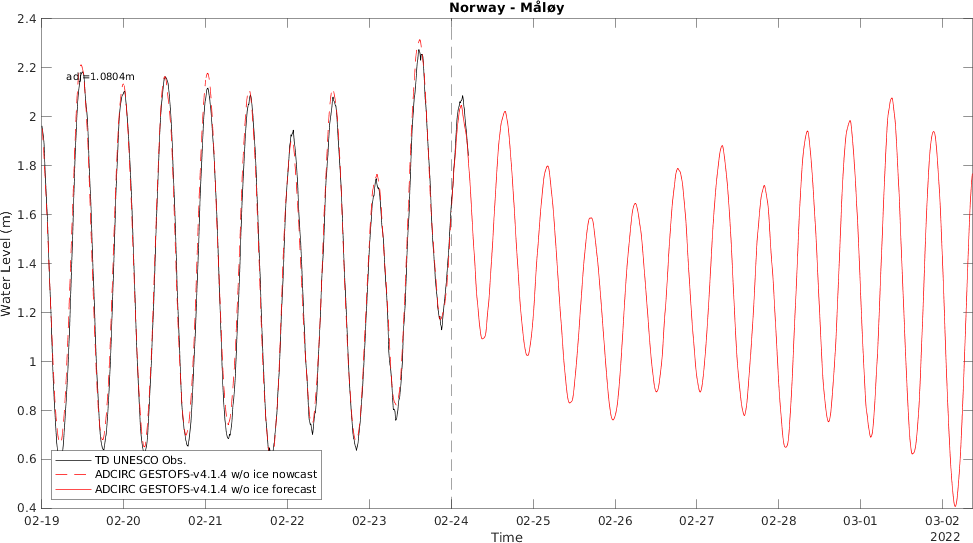 Norway - Måløy
2.4
2.2
2
1.8
1.6
1.4
1.2
1
0.8
0.6
0.4
Water Level (m)
adj=1.0804m
TD UNESCO Obs.
ADCIRC GESTOFS-v4.1.4 w/o ice nowcast
ADCIRC GESTOFS-v4.1.4 w/o ice forecast
02-19 02-20 02-21 02-22 02-23 02-24 02-25 02-26 02-27 02-28 03-01 03-02
2022
Time